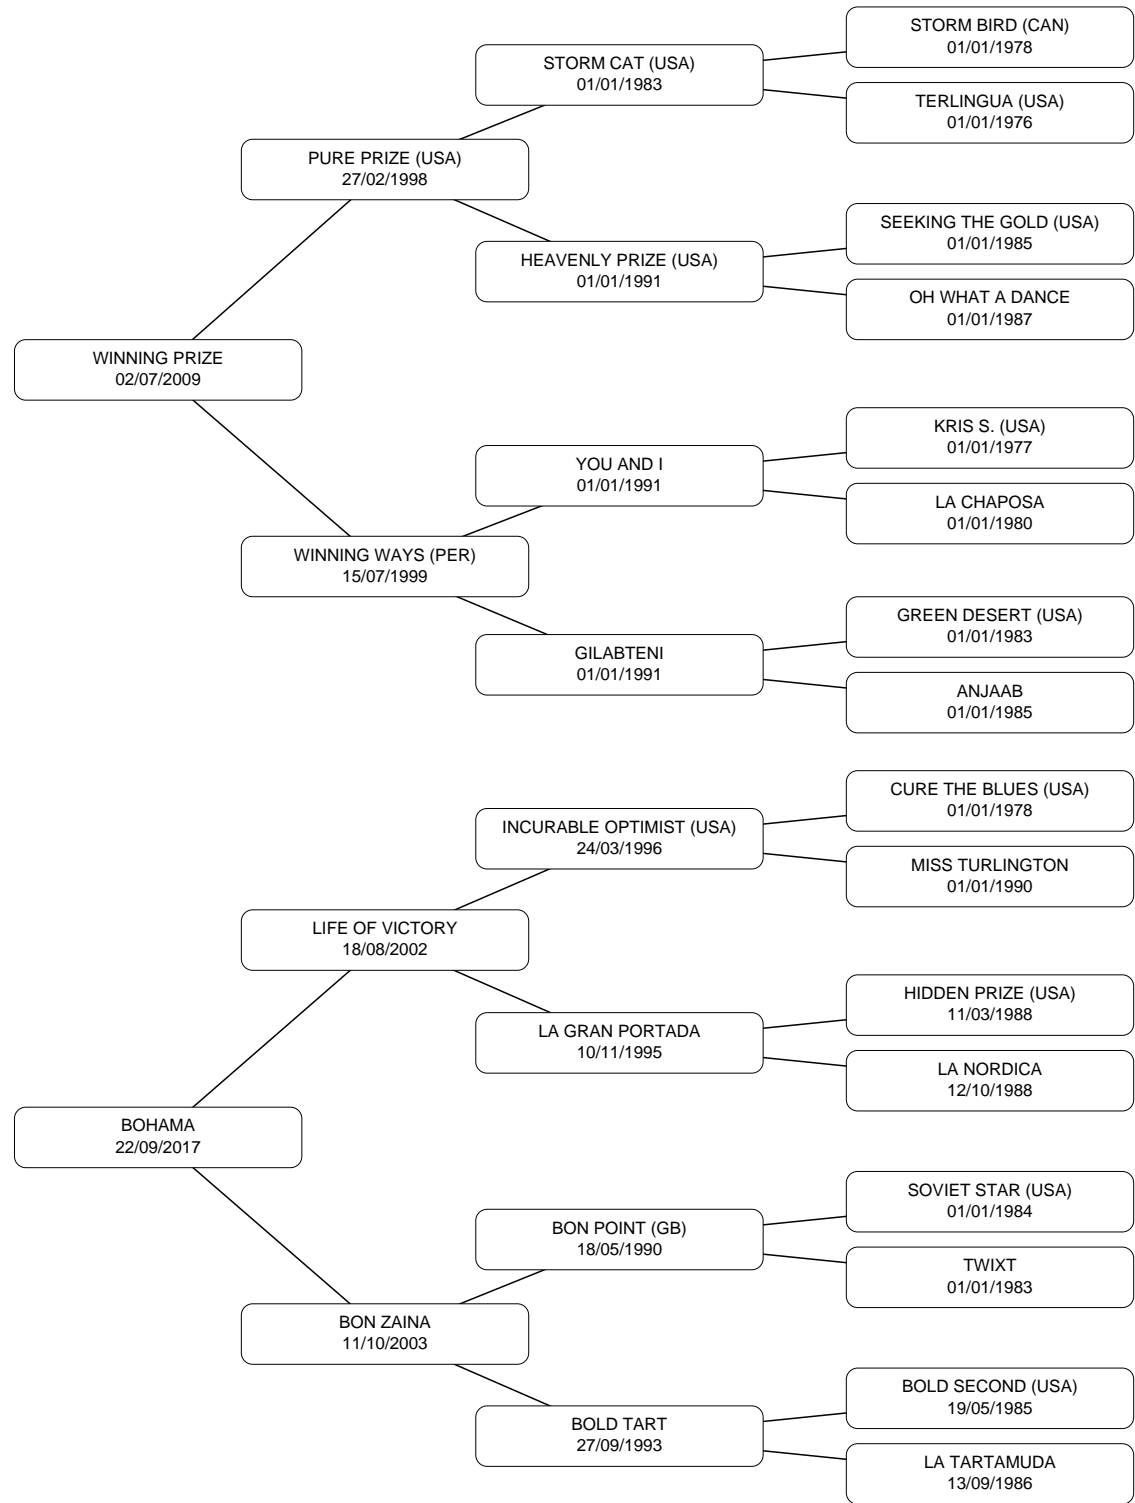 STORM BIRD (CAN)
01/01/1978
STORM CAT (USA)
01/01/1983
TERLINGUA (USA)
01/01/1976
PURE PRIZE (USA)
27/02/1998
SEEKING THE GOLD (USA)
01/01/1985
HEAVENLY PRIZE (USA)
01/01/1991
OH WHAT A DANCE
01/01/1987
WINNING PRIZE
02/07/2009
KRIS S. (USA)
01/01/1977
YOU AND I
01/01/1991
LA CHAPOSA
01/01/1980
WINNING WAYS (PER)
15/07/1999
GREEN DESERT (USA)
01/01/1983
GILABTENI
01/01/1991
ANJAAB
01/01/1985
CURE THE BLUES (USA)
01/01/1978
INCURABLE OPTIMIST (USA)
24/03/1996
MISS TURLINGTON
01/01/1990
LIFE OF VICTORY
18/08/2002
HIDDEN PRIZE (USA)
11/03/1988
LA GRAN PORTADA
10/11/1995
LA NORDICA
12/10/1988
BOHAMA
22/09/2017
SOVIET STAR (USA)
01/01/1984
BON POINT (GB)
18/05/1990
TWIXT
01/01/1983
BON ZAINA
11/10/2003
BOLD SECOND (USA)
19/05/1985
BOLD TART
27/09/1993
LA TARTAMUDA
13/09/1986